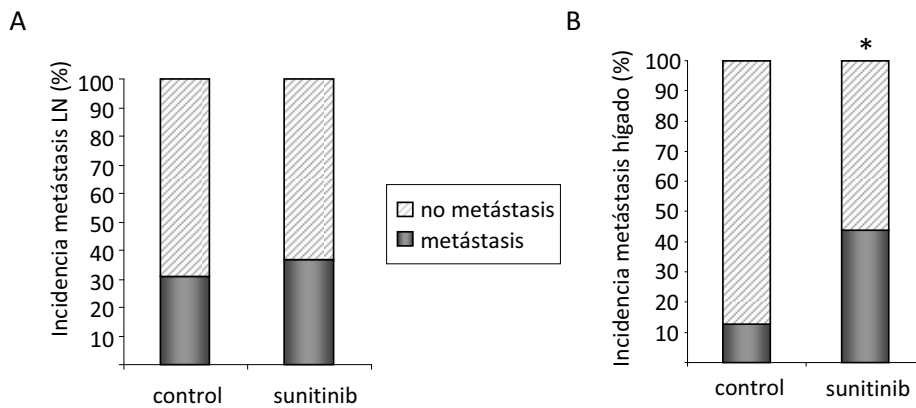 A
Incidencia metástasis LN (%)
100
90
80
70
60
50
40
30
20
10
control
sunitinib
no metástasis
metástasis
B
Incidencia metástasis hígado (%)
*
100
90
80
70
60
50
40
30
20
10
control
sunitinib